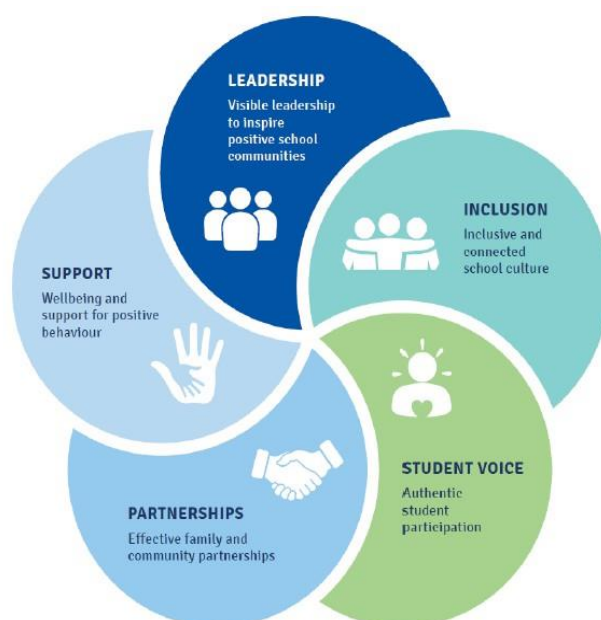 LEADERSHIP
Visible leadership
to inspire
positive school
communities
INCLUSION
Inclusive and
connected
school culture
STUDENT VOICE
Authentic
student
participation
PARTNERSHIPS
Effective family and
community partnerships
SUPPORT
Wellbeing and
support for positive
behaviour